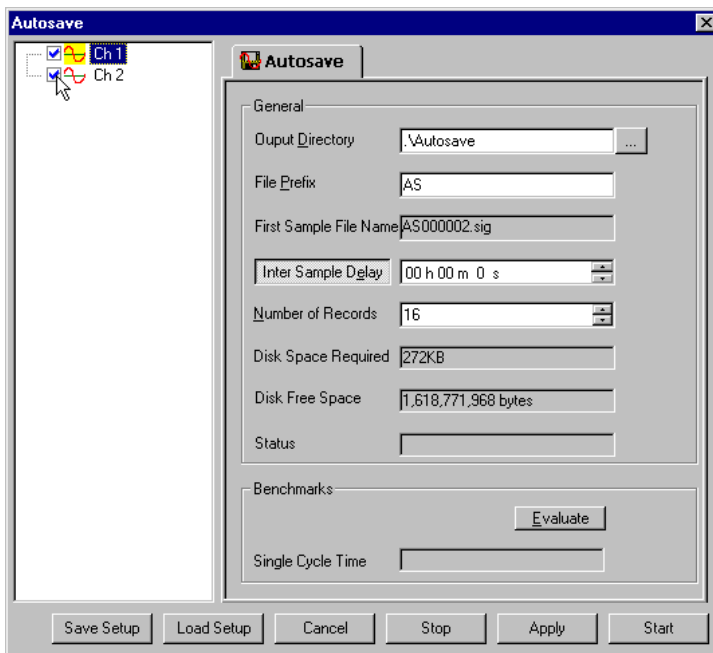 Autosave
Ch 1
Ch 2
Autosave
General
Ouput Directory
.\Autosave
...
File Prefix
AS
First Sample File Name
AS000002.sig
Inter Sample Delay
00 h 00 m 0 s
Number of Records
16
Disk Space Required
272KB
Disk Free Space
1,618,771,968 bytes
Status
Benchmarks
Evaluate
Single Cycle Time
Save Setup
Load Setup
Cancel
Stop
Apply
Start